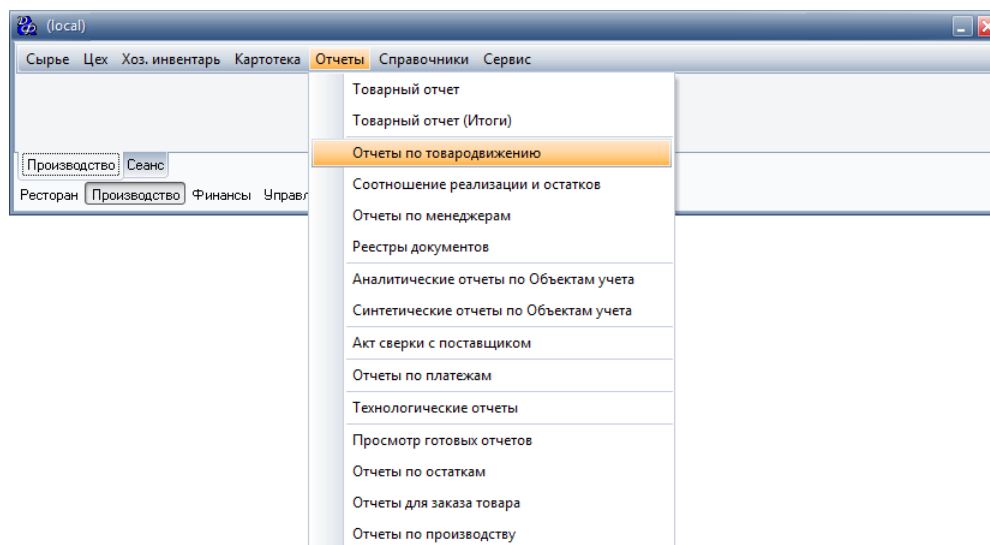 (local)
Сырье Цех Хоз. инвентарь Картотека Отчеты Справочники Сервис
Товарный отчет
Товарный отчет (Итоги)
Отчеты по товародвижению
Соотношение реализации и остатков
Отчеты по менеджерам
Реестры документов
Аналитические отчеты по Объектам учета
Синтетические отчеты по Объектам учета
Акт сверки с поставщиком
Отчеты по платежам
Технологические отчеты
Просмотр готовых отчетов
Отчеты по остаткам
Отчеты для заказа товара
Отчеты по производству
Производство Сеанс
Ресторан Производство Финансы Управл